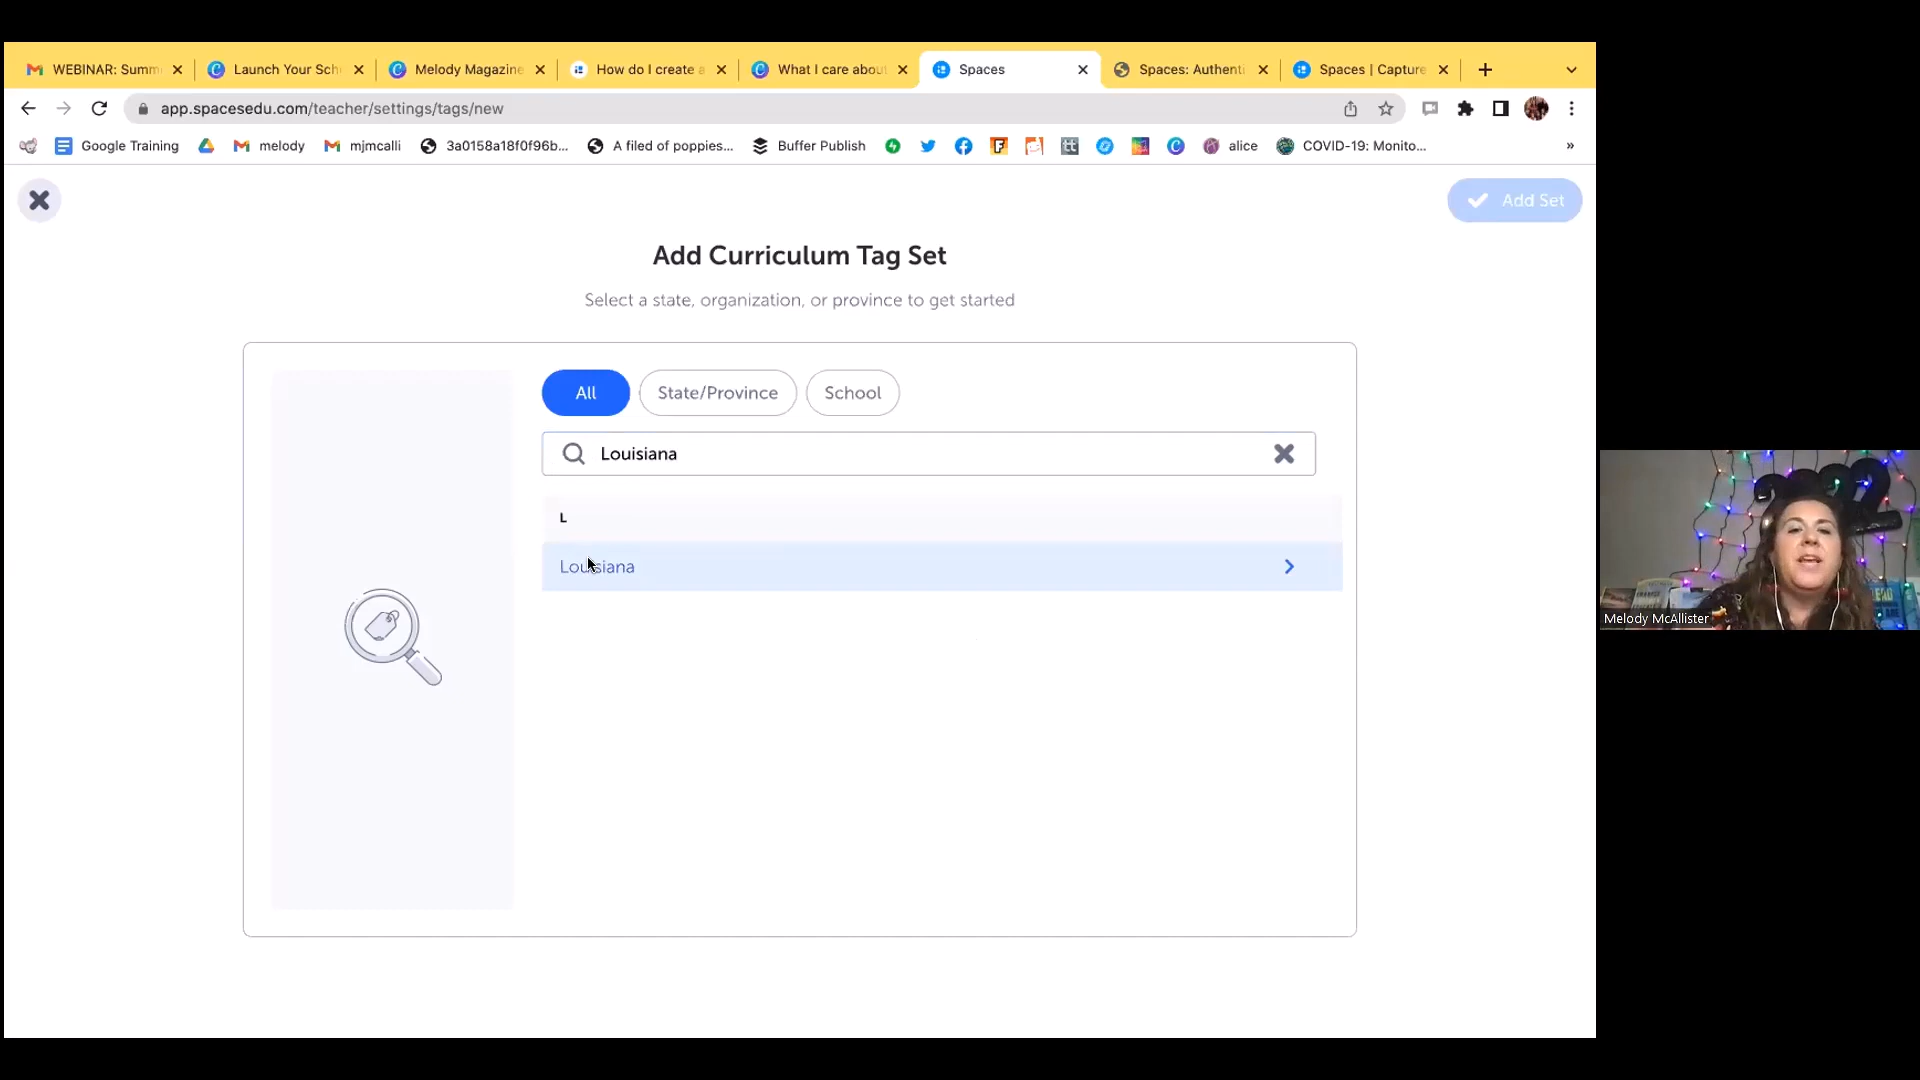 WEBINAR: Summ
Launch Your Sch
Melody Magazine
How do I create a
What I care about
Spaces
Spaces: Authenti
Spaces | Capture
app.spacesedu.com/teacher/settings/tags/new
Google Training
melody
mjmcalli
3a0158a18f0f96b...
A filed of poppies...
Buffer Publish
alice
COVID-19: Monito...
»
Add Set
Add Curriculum Tag Set
Select a state, organization, or province to get started
All
State/Province
School
Louisiana
L
Louisiana
Melody McAllister